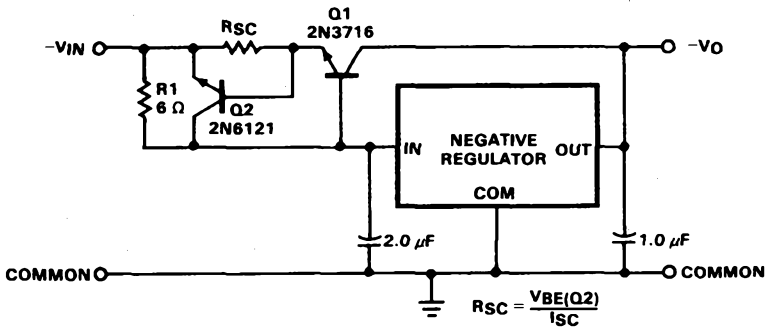 RSC
Q1
2N3716
−VIN
−VO
R1
6 Ω
Q2
2N6121
IN
NEGATIVE
REGULATOR
OUT
COM
2.0 μF
1.0 μF
COMMON
COMMON
RSC = VBE(Q2)
ISC